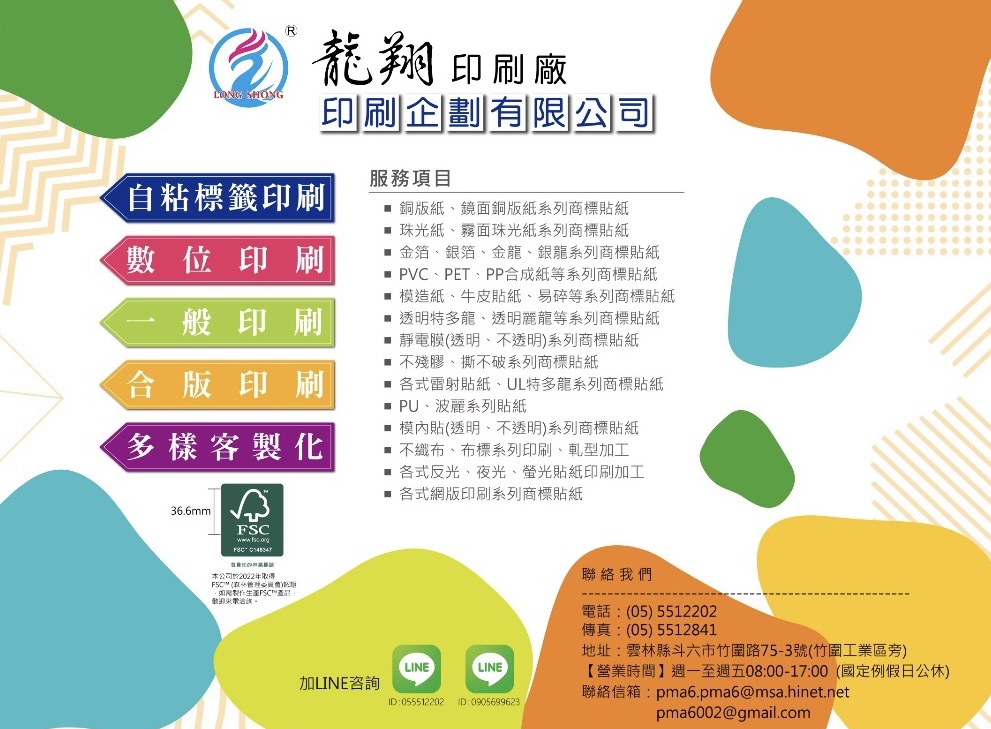 ®
LONG SHONG
龍翔 印刷廠
印刷企劃有限公司
自粘標籤印刷
數位印刷
一般印刷
合版印刷
多樣客製化
36.6mm
FSC
www.fsc.org
FSC™ C148347
負責任的林業標誌
本公司於2022年取得
FSC™ (森林管理委員會)認證
，如需製作生產FSC™產品，
歡迎來電洽詢。
服務項目
■ 銅版紙、鏡面銅版紙系列商標貼紙
■ 珠光紙、霧面珠光紙系列商標貼紙
■ 金箔、銀箔、金龍、銀龍系列商標貼紙
■ PVC、PET、PP合成紙等系列商標貼紙
■ 模造紙、牛皮貼紙、易碎等系列商標貼紙
■ 透明特多龍、透明麗龍等系列商標貼紙
■ 靜電膜(透明、不透明)系列商標貼紙
■ 不殘膠、撕不破系列商標貼紙
■ 各式雷射貼紙、UL特多龍系列商標貼紙
■ PU、波麗系列貼紙
■ 模內貼(透明、不透明)系列商標貼紙
■ 不織布、布標系列印刷、軋型加工
■ 各式反光、夜光、螢光貼紙印刷加工
■ 各式網版印刷系列商標貼紙
加LINE咨詢
LINE
ID:055512202
LINE
ID:0905699623
聯絡我們
電話：(05) 5512202
傳真：(05) 5512841
地址：雲林縣斗六市竹圍路75-3號(竹圍工業區旁)
【營業時間】週一至週五08:00-17:00 (國定例假日公休)
聯絡信箱：pma6.pma6@msa.hinet.net
pma6002@gmail.com